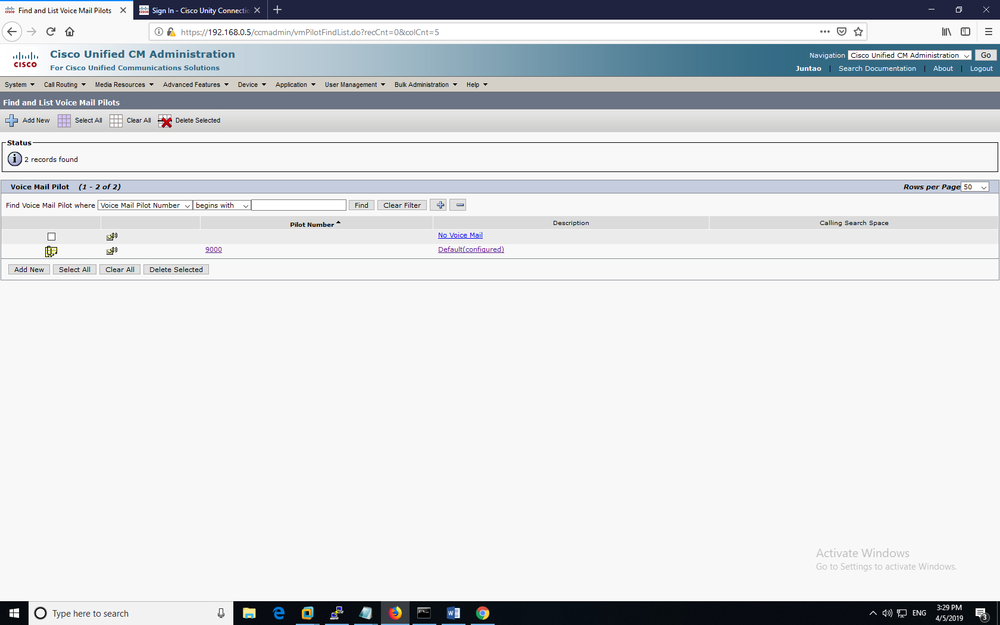 Find and List Voice Mail Pilots
Sign In - Cisco Unity Connectio
https://192.168.0.5/ccmadmin/vmPilotFindList.do?recCnt=0&colCnt=5
CISCO
Cisco Unified CM Administration
For Cisco Unified Communications Solutions
Navigation Cisco Unified CM Administration Go
Juntao | Search Documentation | About | Logout
System Call Routing Media Resources Advanced Features Device Application User Management Bulk Administration Help
Find and List Voice Mail Pilots
Add New Select All Clear All Delete Selected
Status
2 records found
Voice Mail Pilot (1 - 2 of 2) Rows per Page 50
Find Voice Mail Pilot where Voice Mail Pilot Number begins with Find Clear Filter
Pilot Number Description Calling Search Space
No Voice Mail
9000 Default(configured)
Add New Select All Clear All Delete Selected
Activate Windows
Go to Settings to activate Windows.
Type here to search
ENG
3:29 PM
4/5/2019
3